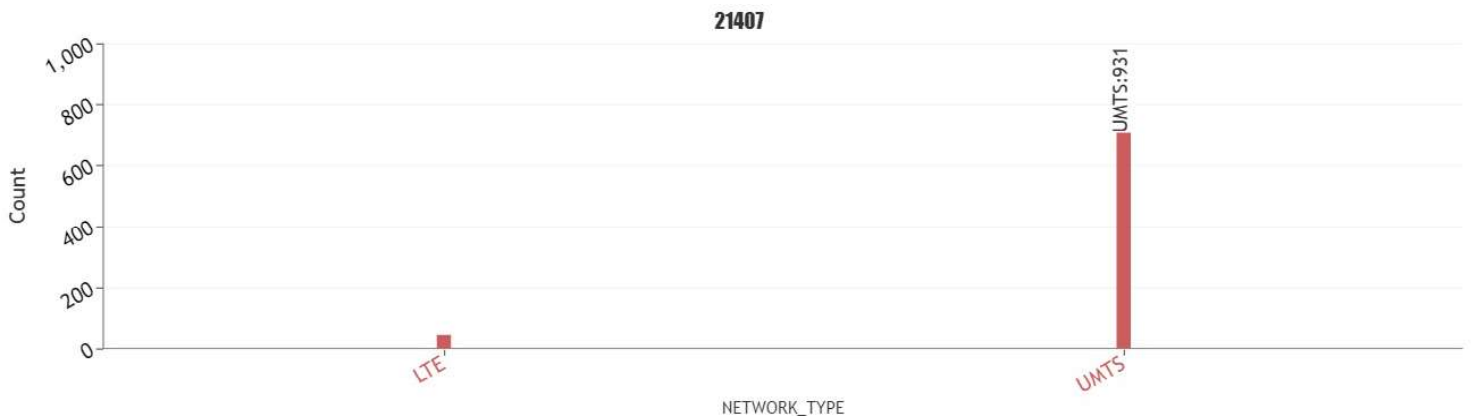 21407
1,000
800
600
400
200
0
Count
UMTS:931
LTE
UMTS
NETWORK_TYPE